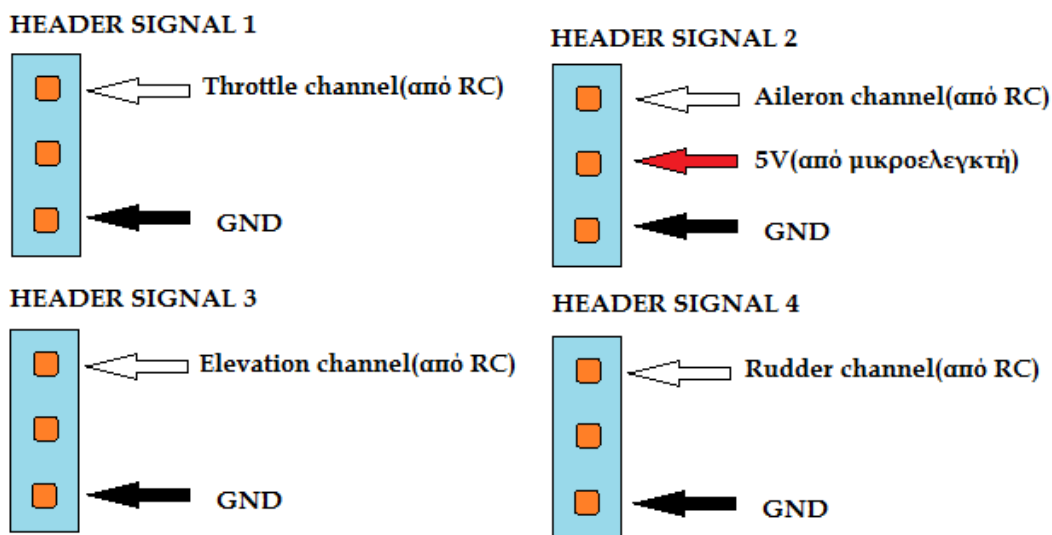 HEADER SIGNAL 1
Throttle channel(από RC)
GND
HEADER SIGNAL 2
Aileron channel(από RC)
5V(από μικροελεγκτή)
GND
HEADER SIGNAL 3
Elevation channel(από RC)
GND
HEADER SIGNAL 4
Rudder channel(από RC)
GND